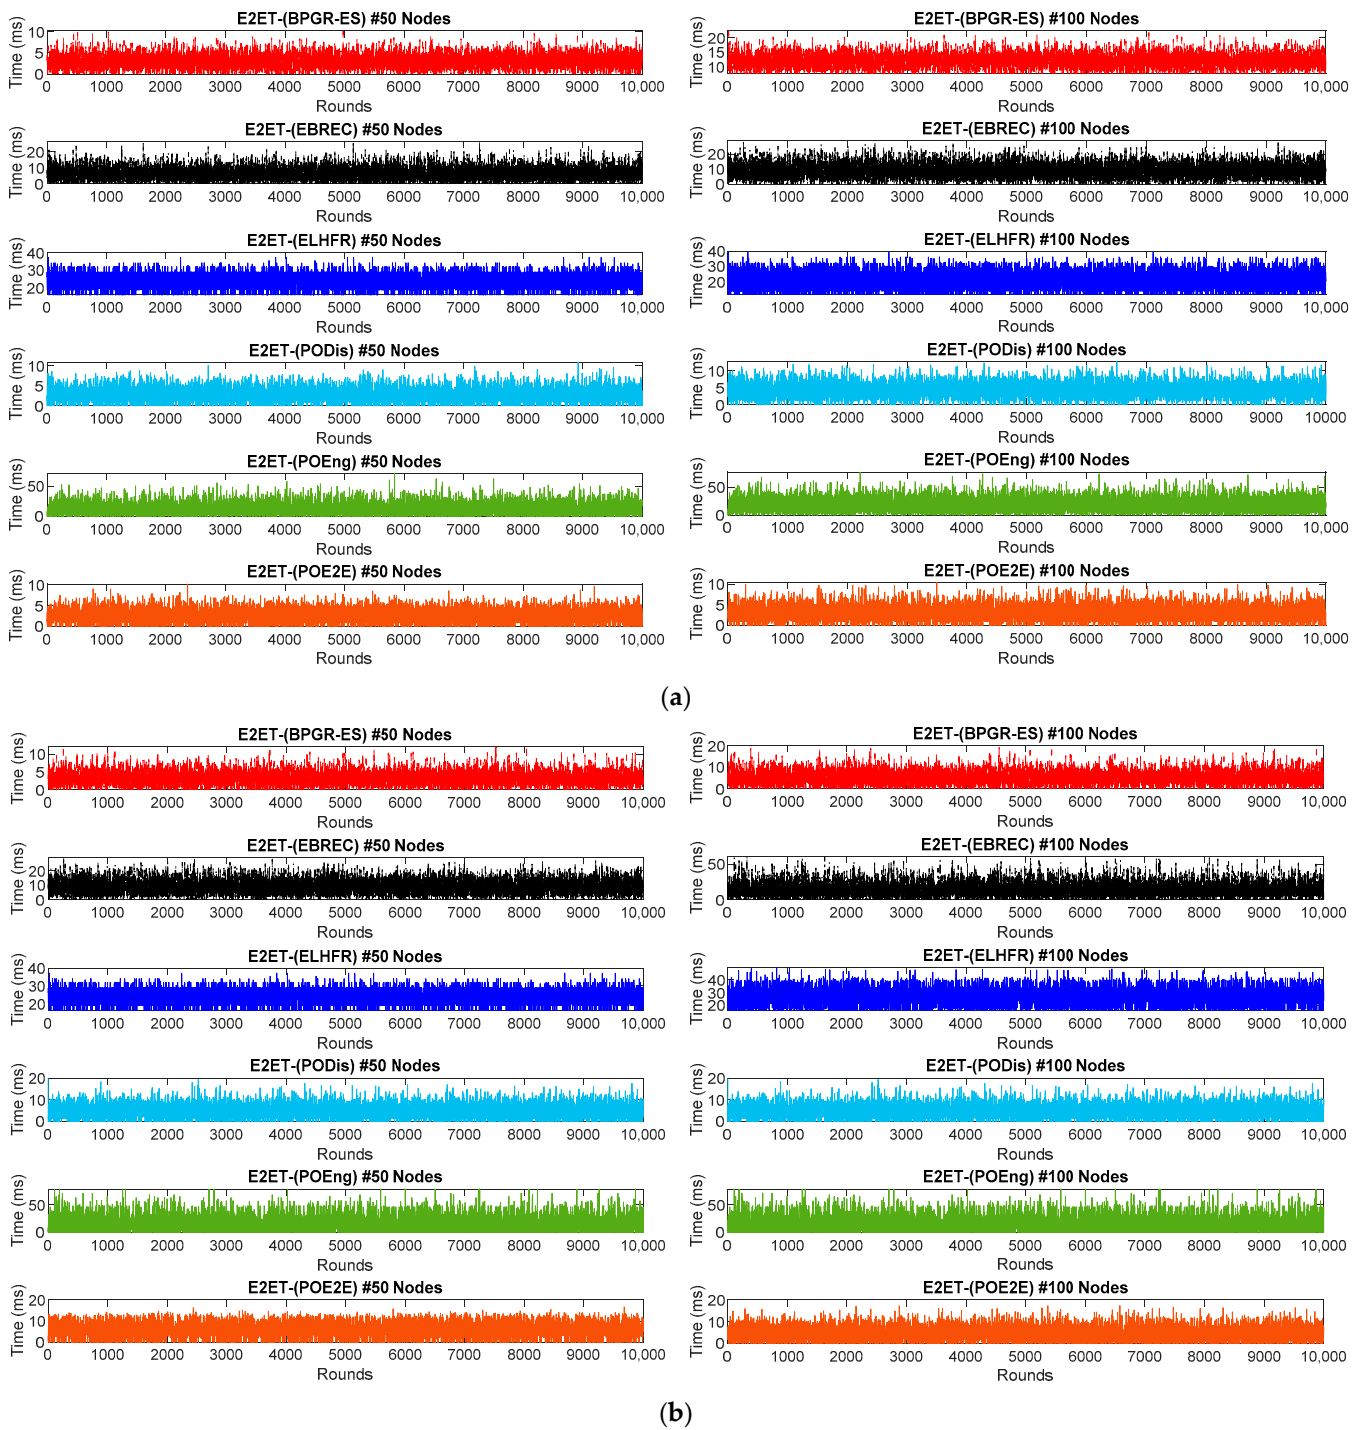 E2ET-(BPGR-ES) #50 Nodes
Time (ms)
10
5
0
0 1000 2000 3000 4000 5000 6000 7000 8000 9000 10,000
Rounds
E2ET-(BPGR-ES) #100 Nodes
Time (ms)
20
15
10
0 1000 2000 3000 4000 5000 6000 7000 8000 9000 10,000
Rounds
E2ET-(EBREC) #50 Nodes
Time (ms)
20
10
0
0 1000 2000 3000 4000 5000 6000 7000 8000 9000 10,000
Rounds
E2ET-(EBREC) #100 Nodes
Time (ms)
20
10
0
0 1000 2000 3000 4000 5000 6000 7000 8000 9000 10,000
Rounds
E2ET-(ELHFR) #50 Nodes
Time (ms)
40
30
20
0 1000 2000 3000 4000 5000 6000 7000 8000 9000 10,000
Rounds
E2ET-(ELHFR) #100 Nodes
Time (ms)
40
30
20
0 1000 2000 3000 4000 5000 6000 7000 8000 9000 10,000
Rounds
E2ET-(PODis) #50 Nodes
Time (ms)
10
5
0
0 1000 2000 3000 4000 5000 6000 7000 8000 9000 10,000
Rounds
E2ET-(PODis) #100 Nodes
Time (ms)
10
5
0
0 1000 2000 3000 4000 5000 6000 7000 8000 9000 10,000
Rounds
E2ET-(POEng) #50 Nodes
Time (ms)
50
0
0 1000 2000 3000 4000 5000 6000 7000 8000 9000 10,000
Rounds
E2ET-(POEng) #100 Nodes
Time (ms)
50
0
0 1000 2000 3000 4000 5000 6000 7000 8000 9000 10,000
Rounds
E2ET-(POE2E) #50 Nodes
Time (ms)
10
5
0
0 1000 2000 3000 4000 5000 6000 7000 8000 9000 10,000
Rounds
E2ET-(POE2E) #100 Nodes
Time (ms)
10
5
0
0 1000 2000 3000 4000 5000 6000 7000 8000 9000 10,000
Rounds
(a)
E2ET-(BPGR-ES) #50 Nodes
Time (ms)
10
5
0
0 1000 2000 3000 4000 5000 6000 7000 8000 9000 10,000
Rounds
E2ET-(BPGR-ES) #100 Nodes
Time (ms)
20
10
0
0 1000 2000 3000 4000 5000 6000 7000 8000 9000 10,000
Rounds
E2ET-(EBREC) #50 Nodes
Time (ms)
20
10
0
0 1000 2000 3000 4000 5000 6000 7000 8000 9000 10,000
Rounds
E2ET-(EBREC) #100 Nodes
Time (ms)
50
0
0 1000 2000 3000 4000 5000 6000 7000 8000 9000 10,000
Rounds
E2ET-(ELHFR) #50 Nodes
Time (ms)
40
30
20
0 1000 2000 3000 4000 5000 6000 7000 8000 9000 10,000
Rounds
E2ET-(ELHFR) #100 Nodes
Time (ms)
40
30
20
0 1000 2000 3000 4000 5000 6000 7000 8000 9000 10,000
Rounds
E2ET-(PODis) #50 Nodes
Time (ms)
20
10
0
0 1000 2000 3000 4000 5000 6000 7000 8000 9000 10,000
Rounds
E2ET-(PODis) #100 Nodes
Time (ms)
20
10
0
0 1000 2000 3000 4000 5000 6000 7000 8000 9000 10,000
Rounds
E2ET-(POEng) #50 Nodes
Time (ms)
50
0
0 1000 2000 3000 4000 5000 6000 7000 8000 9000 10,000
Rounds
E2ET-(POEng) #100 Nodes
Time (ms)
50
0
0 1000 2000 3000 4000 5000 6000 7000 8000 9000 10,000
Rounds
E2ET-(POE2E) #50 Nodes
Time (ms)
20
10
0
0 1000 2000 3000 4000 5000 6000 7000 8000 9000 10,000
Rounds
E2ET-(POE2E) #100 Nodes
Time (ms)
20
10
0
0 1000 2000 3000 4000 5000 6000 7000 8000 9000 10,000
Rounds
(b)